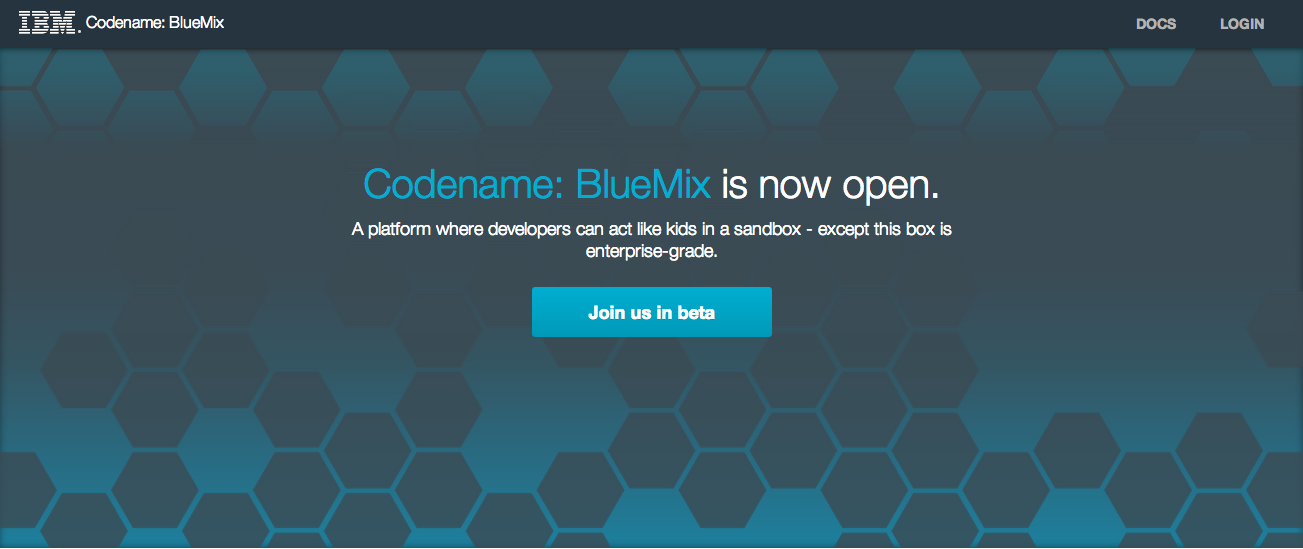 IBM. Codename: BlueMix
DOCS
LOGIN
Codename: BlueMix is now open.
A platform where developers can act like kids in a sandbox - except this box is
enterprise-grade.
Join us in beta